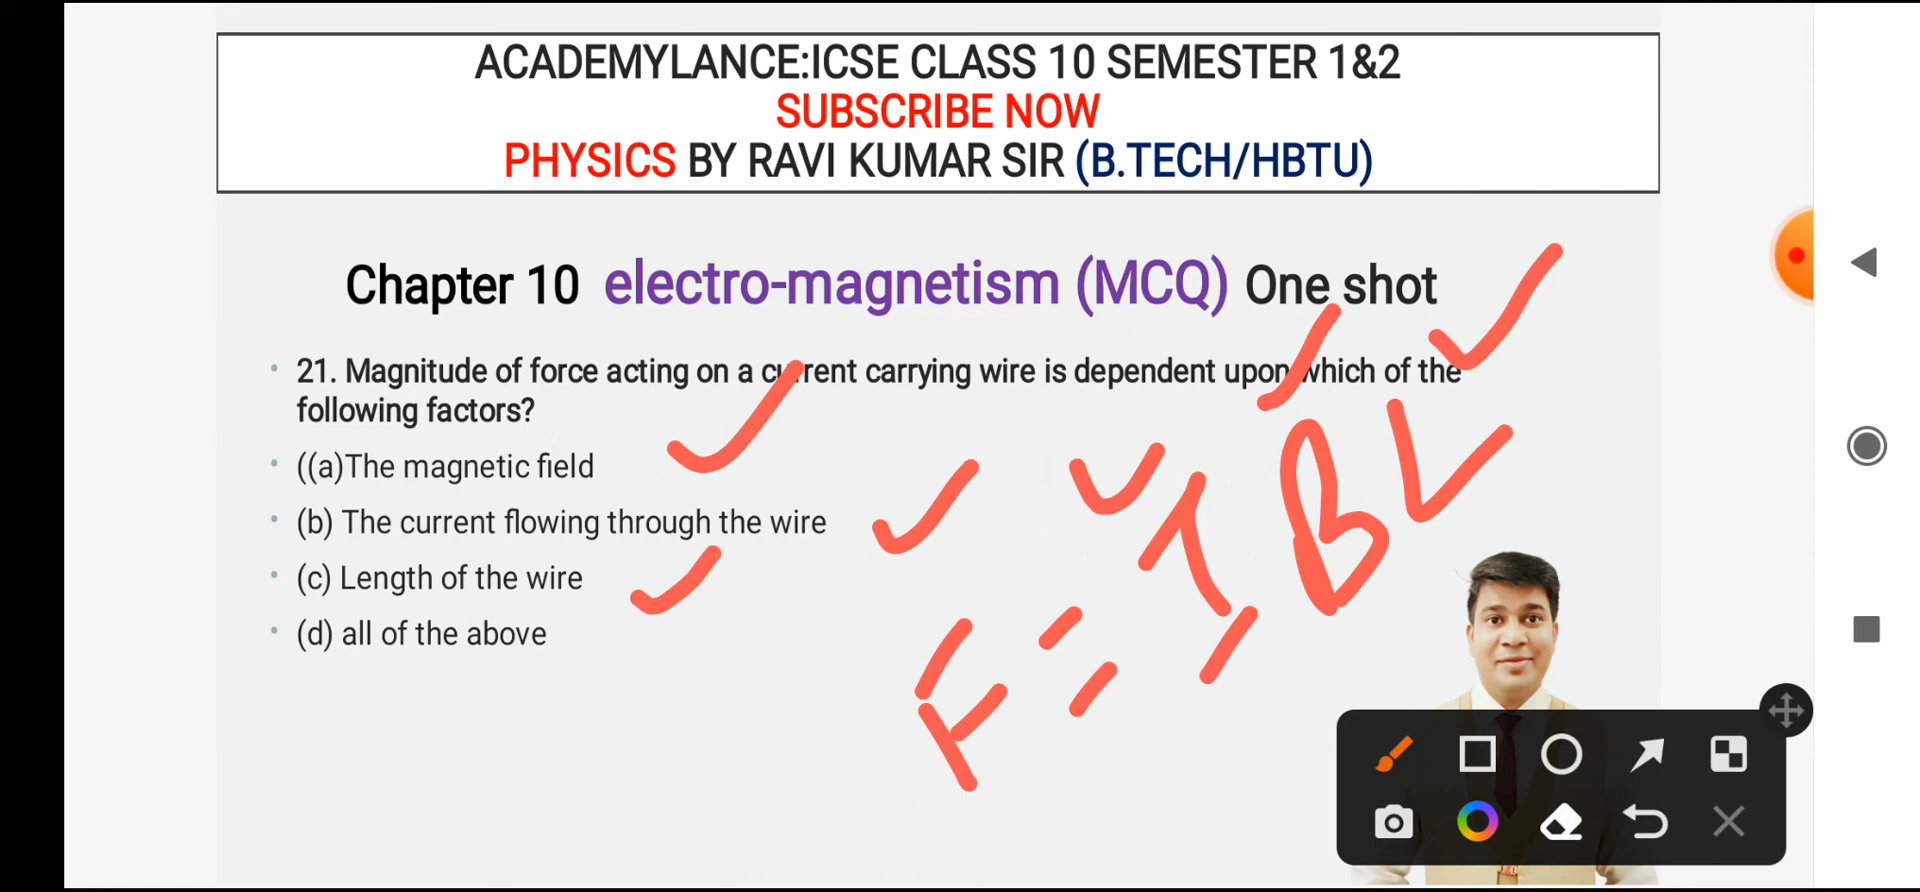 ACADEMYLANCE:ICSE CLASS 10 SEMESTER 1&2
SUBSCRIBE NOW
PHYSICS BY RAVI KUMAR SIR (B.TECH/HBTU)
Chapter 10 electro-magnetism (MCQ) One shot
21. Magnitude of force acting on a current carrying wire is dependent upon which of the
following factors?
((a)The magnetic field
(b) The current flowing through the wire
(c) Length of the wire
(d) all of the above
F = I B L